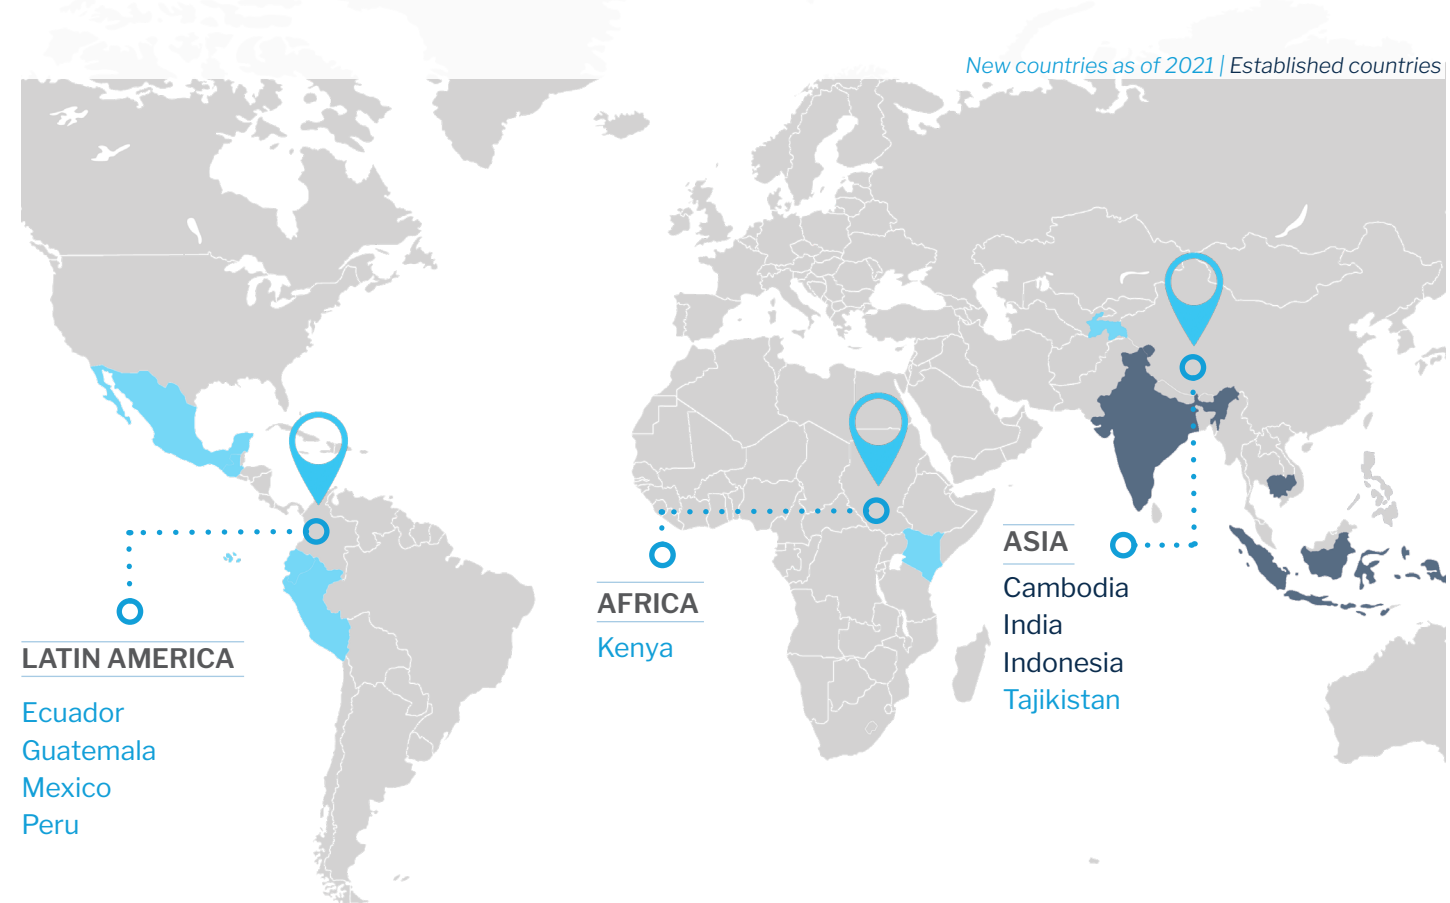 New countries as of 2021 | Established countries
LATIN AMERICA
Ecuador
Guatemala
Mexico
Peru
AFRICA
Kenya
ASIA
Cambodia
India
Indonesia
Tajikistan